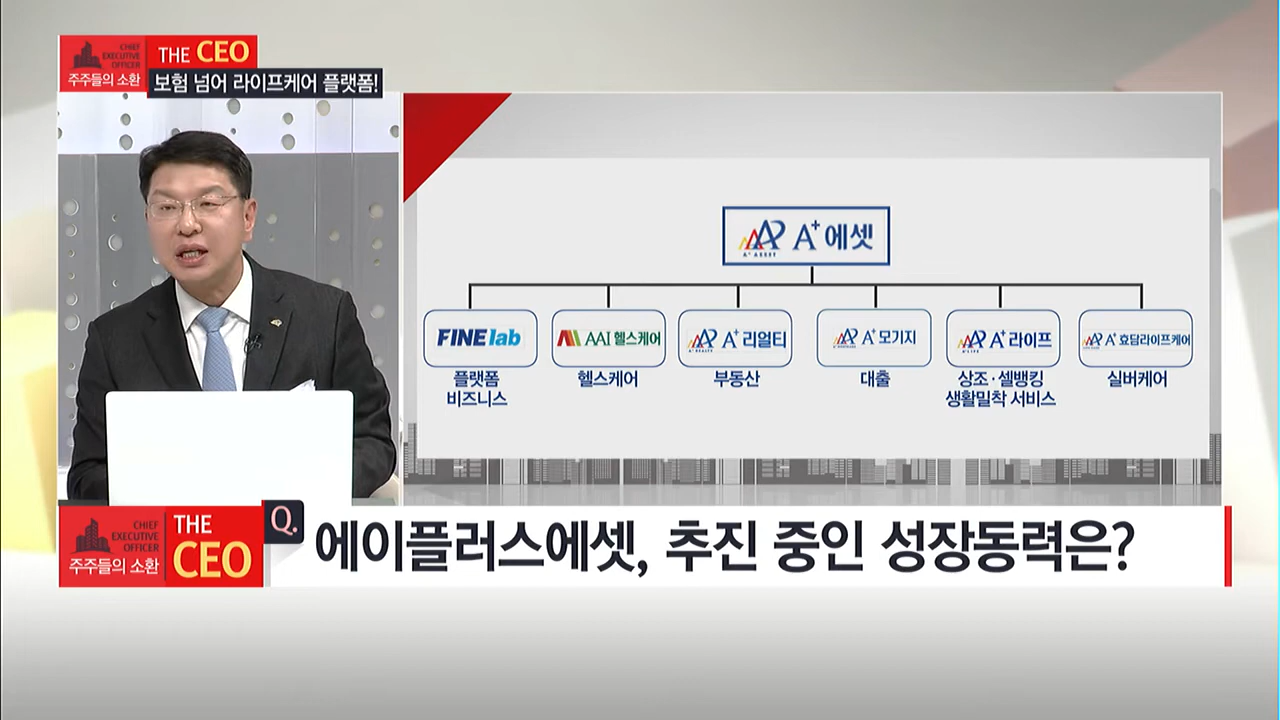 CHIEF
EXECUTIVE
OFFICER
주주들의 소환
THE CEO
보험 넘어 라이프케어 플랫폼!
A+ ASSET
A+ 에셋
FINE lab
AAI 헬스케어
A+ 리얼티
A+ 모기지
A+ 라이프
A+ 효담라이프케어
플랫폼
비즈니스
헬스케어
부동산
대출
상조·셀뱅킹
생활밀착 서비스
실버케어
CHIEF
EXECUTIVE
OFFICER
주주들의 소환
THE
CEO
Q.
에이플러스에셋, 추진 중인 성장동력은?